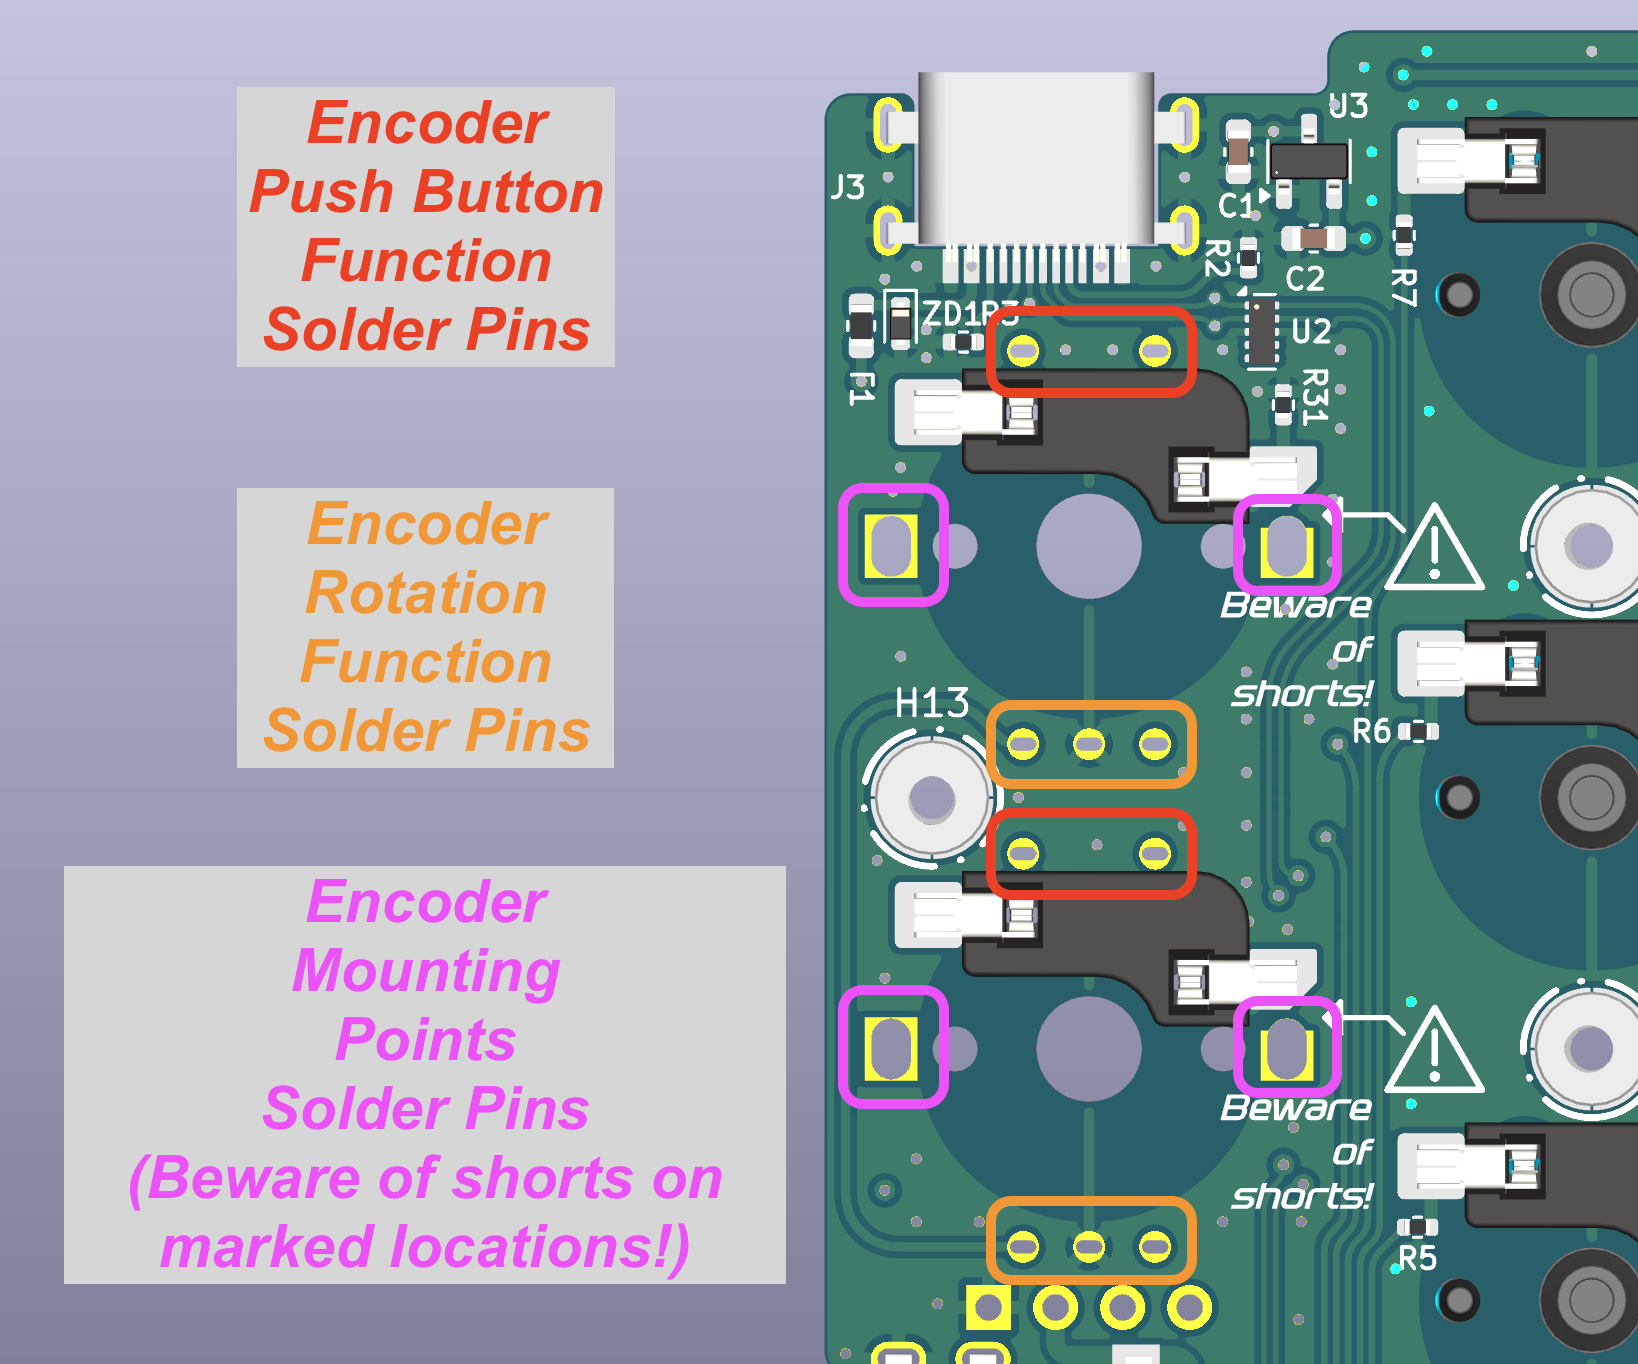 Encoder
Push Button
Function
Solder Pins
Encoder
Rotation
Function
Solder Pins
Encoder
Mounting
Points
Solder Pins
(Beware of shorts on
marked locations!)
U3
J3
C1
R2
C2
R7
ZD1
R3
U2
F1
R31
Beware
of
shorts!
H13
R6
Beware
of
shorts!
R5